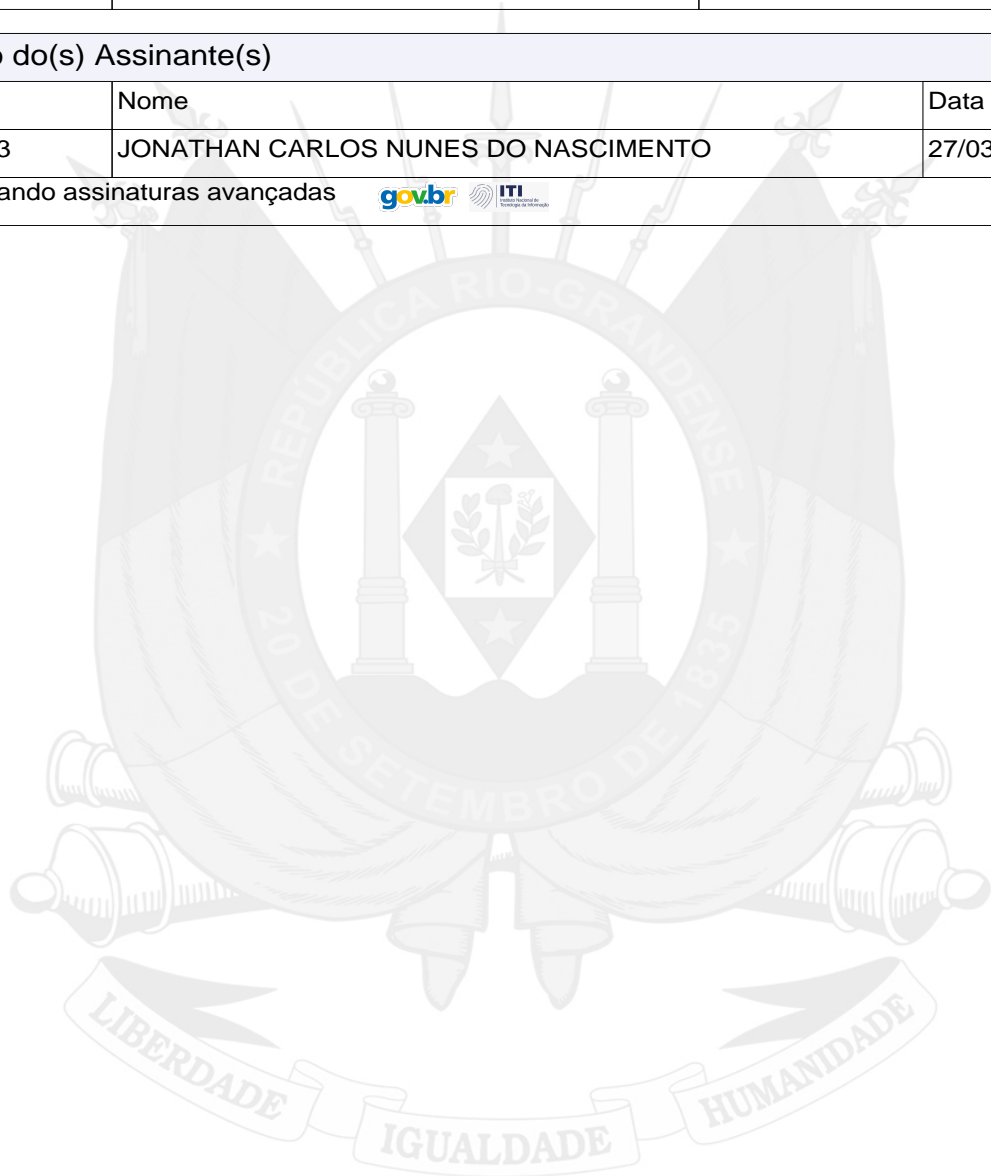 o do(s) Assinante(s)
Nome Data
3 JONATHAN CARLOS NUNES DO NASCIMENTO 27/03
ando assinaturas avançadas gov.br ITI
REPÚBLICA RIO-GRANDENSE
20 DE SETEMBRO DE 1835
LIBERDADE IGUALDADE HUMANIDADE